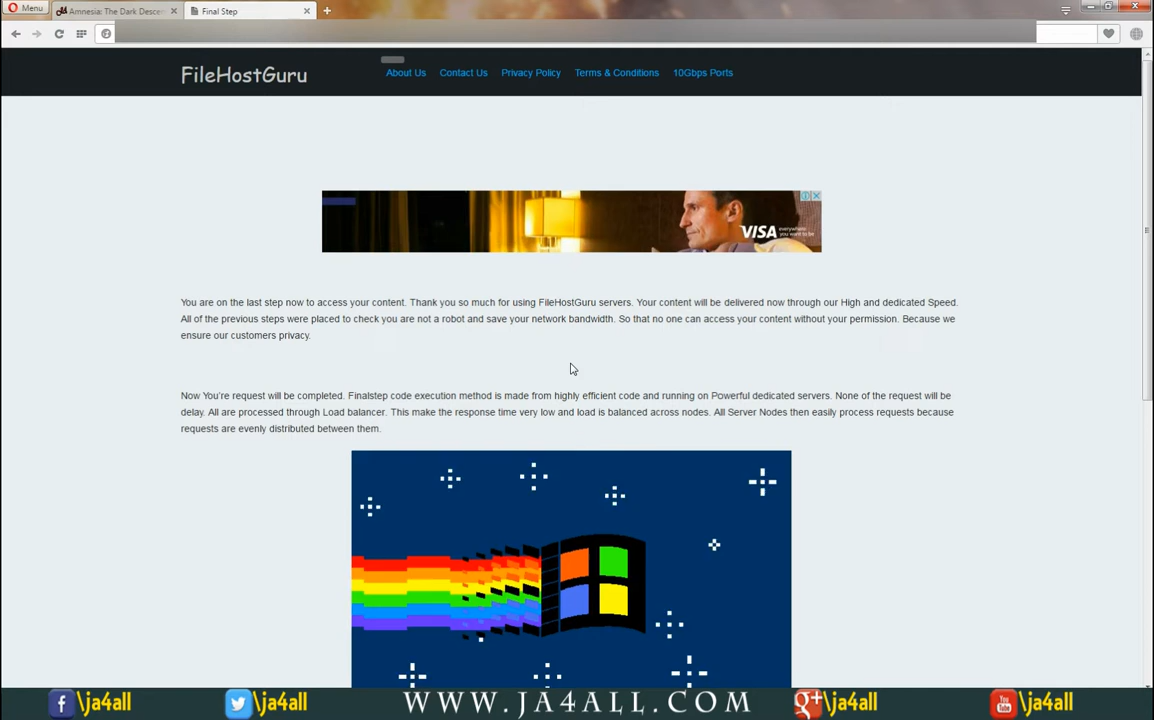 Menu
Amnesia: The Dark Descen
Final Step
FileHostGuru
About Us Contact Us Privacy Policy Terms & Conditions 10Gbps Ports
VISA everywhere
you want to be
You are on the last step now to access your content. Thank you so much for using FileHostGuru servers. Your content will be delivered now through our High and dedicated Speed.
All of the previous steps were placed to check you are not a robot and save your network bandwidth. So that no one can access your content without your permission. Because we
ensure our customers privacy.
Now You're request will be completed. Finalstep code execution method is made from highly efficient code and running on Powerful dedicated servers. None of the request will be
delay. All are processed through Load balancer. This make the response time very low and load is balanced across nodes. All Server Nodes then easily process requests because
requests are evenly distributed between them.
f \ja4all \ja4all WWW.JA4ALL.COM g+ \ja4all You Tube \ja4all